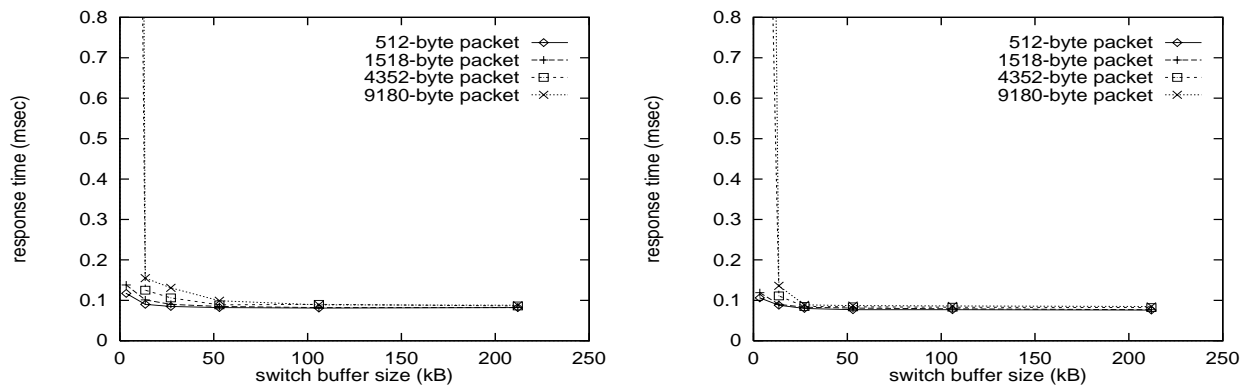 0.8
0.7
0.6
0.5
0.4
0.3
0.2
0.1
0
response time (msec)
512-byte packet
1518-byte packet
4352-byte packet
9180-byte packet
0 50 100 150 200 250
switch buffer size (kB)
0.8
0.7
0.6
0.5
0.4
0.3
0.2
0.1
0
response time (msec)
512-byte packet
1518-byte packet
4352-byte packet
9180-byte packet
0 50 100 150 200 250
switch buffer size (kB)